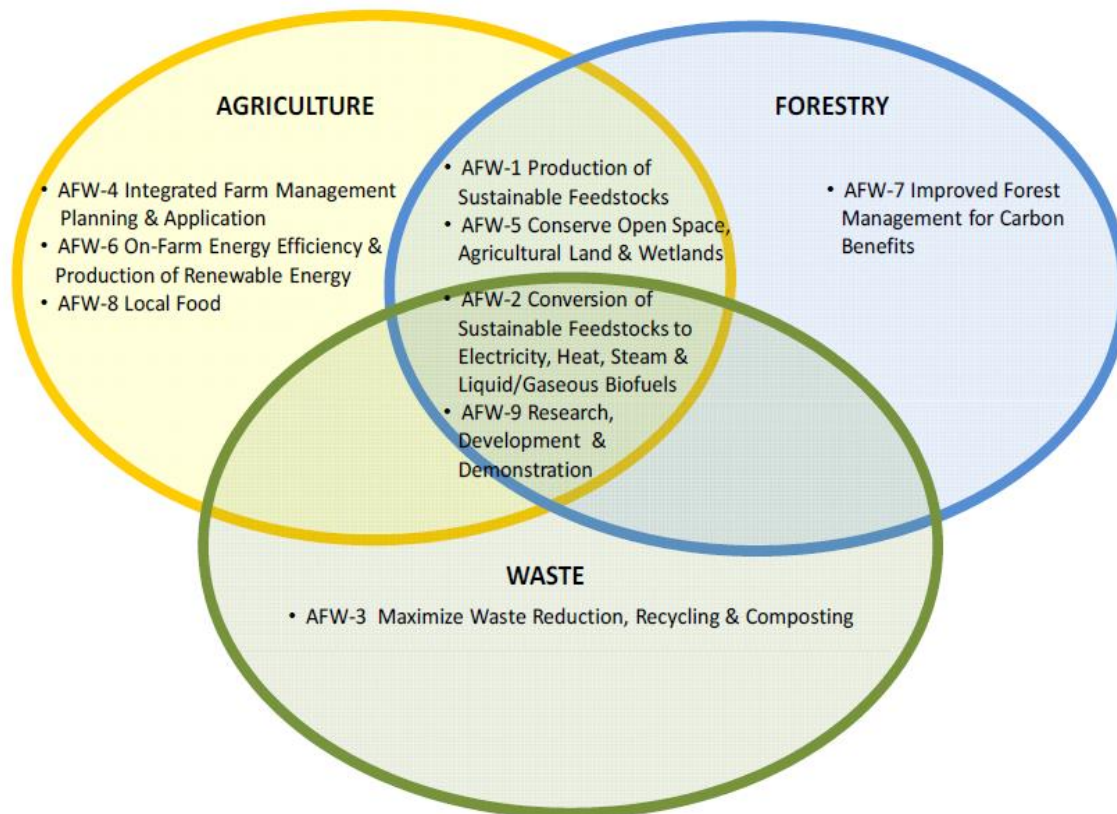 AGRICULTURE
• AFW-4 Integrated Farm Management
Planning & Application
• AFW-6 On-Farm Energy Efficiency &
Production of Renewable Energy
• AFW-8 Local Food
• AFW-1 Production of
Sustainable Feedstocks
• AFW-5 Conserve Open Space,
Agricultural Land & Wetlands
• AFW-2 Conversion of
Sustainable Feedstocks to
Electricity, Heat, Steam &
Liquid/Gaseous Biofuels
• AFW-9 Research,
Development & 
Demonstration
FORESTRY
• AFW-7 Improved Forest
Management for Carbon
Benefits
WASTE
• AFW-3 Maximize Waste Reduction, Recycling & Composting